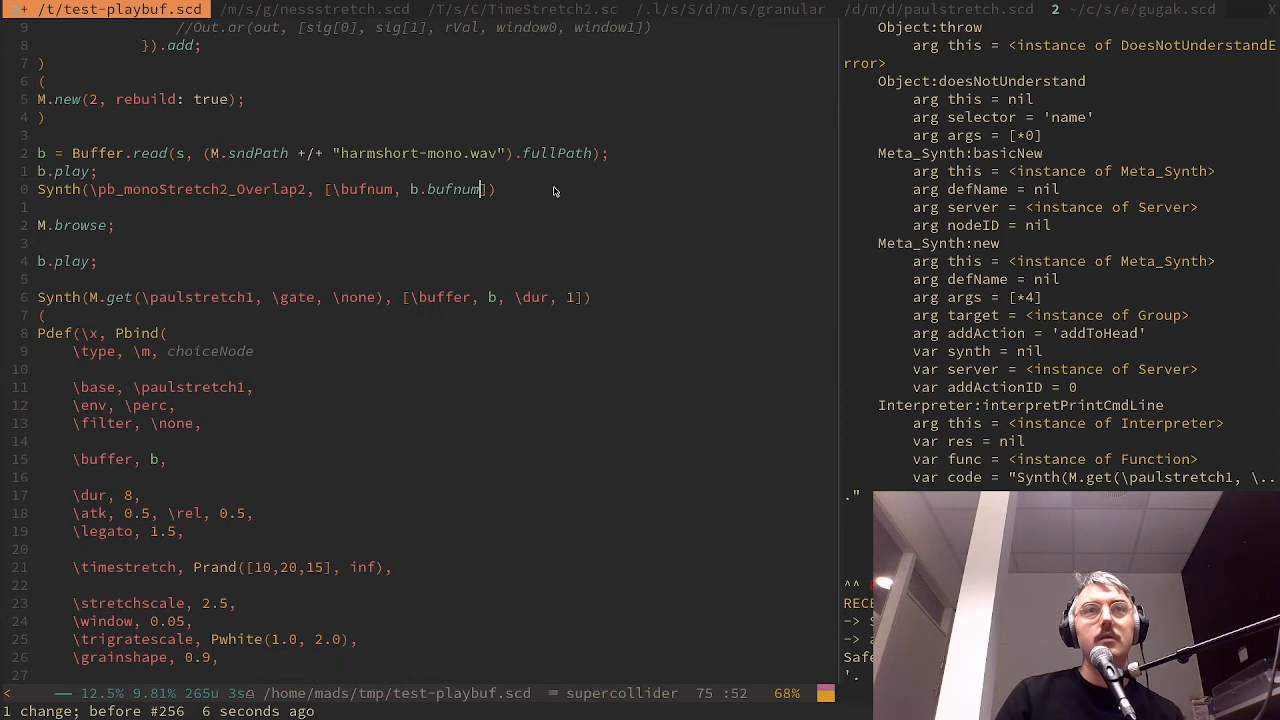 1+ /t/test-playbuf.scd /m/s/g/nessstretch.scd /T/s/C/TimeStretch2.sc /.l/s/S/d/m/s/granular /d/m/d/paulstretch.scd 2 ~/c/s/e/gugak.scd X
9 //Out.ar(out, [sig[0], sig[1], rVal, window0, window1])
8 }).add;
7 )
6 (
5 M.new(2, rebuild: true);
4 )
3
2 b = Buffer.read(s, (M.sndPath +/+ "harmshort-mono.wav").fullPath);
1 b.play;
0 Synth(\pb_monoStretch2_Overlap2, [\bufnum, b.bufnum])
1
2 M.browse;
3
4 b.play;
5
6 Synth(M.get(\paulstretch1, \gate, \none), [\buffer, b, \dur, 1])
7 (
8 Pdef(\x, Pbind(
9 \type, \m, choiceNode
10
11 \base, \paulstretch1,
12 \env, \perc,
13 \filter, \none,
14
15 \buffer, b,
16
17 \dur, 8,
18 \atk, 0.5, \rel, 0.5,
19 \legato, 1.5,
20
21 \timestretch, Prand([10,20,15], inf),
22
23 \stretchscale, 2.5,
24 \window, 0.05,
25 \trigratescale, Pwhite(1.0, 2.0),
26 \grainshape, 0.9,
27
< —— 12.5% 9.81% 265u 3s /home/mads/tmp/test-playbuf.scd = supercollider 75 :52 68%
1 change; before #256 6 seconds ago
Object:throw
arg this = <instance of DoesNotUnderstandE
rror>
Object:doesNotUnderstand
arg this = nil
arg selector = 'name'
arg args = [*0]
Meta_Synth:basicNew
arg this = <instance of Meta_Synth>
arg defName = nil
arg server = <instance of Server>
arg nodeID = nil
Meta_Synth:new
arg this = <instance of Meta_Synth>
arg defName = nil
arg args = [*4]
arg target = <instance of Group>
arg addAction = 'addToHead'
var synth = nil
var server = <instance of Server>
var addActionID = 0
Interpreter:interpretPrintCmdLine
arg this = <instance of Interpreter>
var res = nil
var func = <instance of Function>
var code = "Synth(M.get(\paulstretch1, \...
."
^^
RECE
->
->
Safe
'.